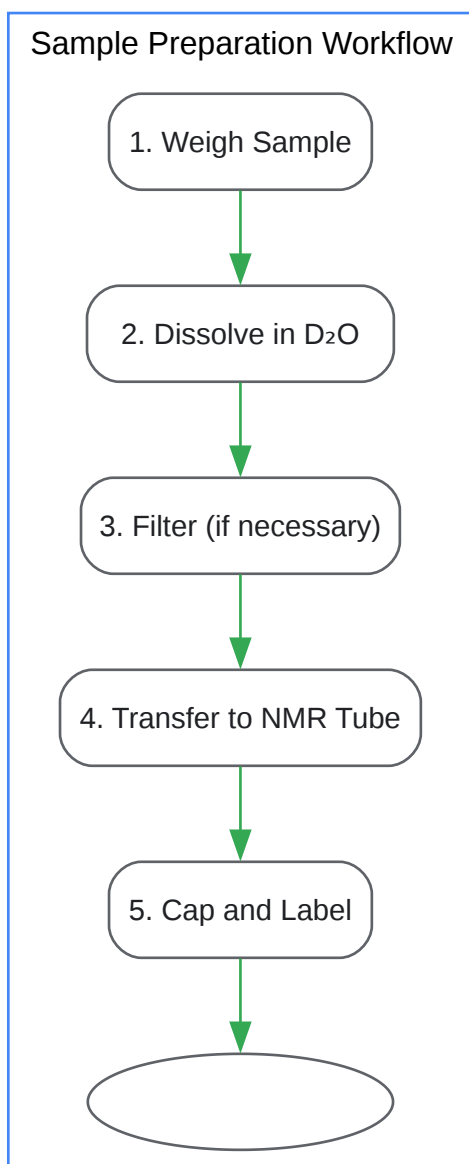 Sample Preparation Workflow
1. Weigh Sample
2. Dissolve in D₂O
3. Filter (if necessary)
4. Transfer to NMR Tube
5. Cap and Label